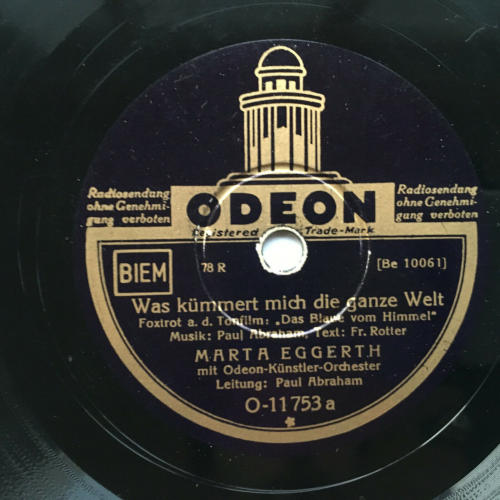 Radiosendung
ohne Genehmi-
gung verboten
ODEON
Registered Trade-Mark
Radiosendung
ohne Genehmi-
gung verboten
BIEM
78 R
[Be 10061]
Was kümmert mich die ganze Welt
Foxtrot a. d. Tonfilm: „Das Blaue vom Himmel"
Musik: Paul Abraham, Text: Fr. Rotter
MARTA EGGERTH
mit Odeon-Künstler-Orchester
Leitung: Paul Abraham
O-11753 a